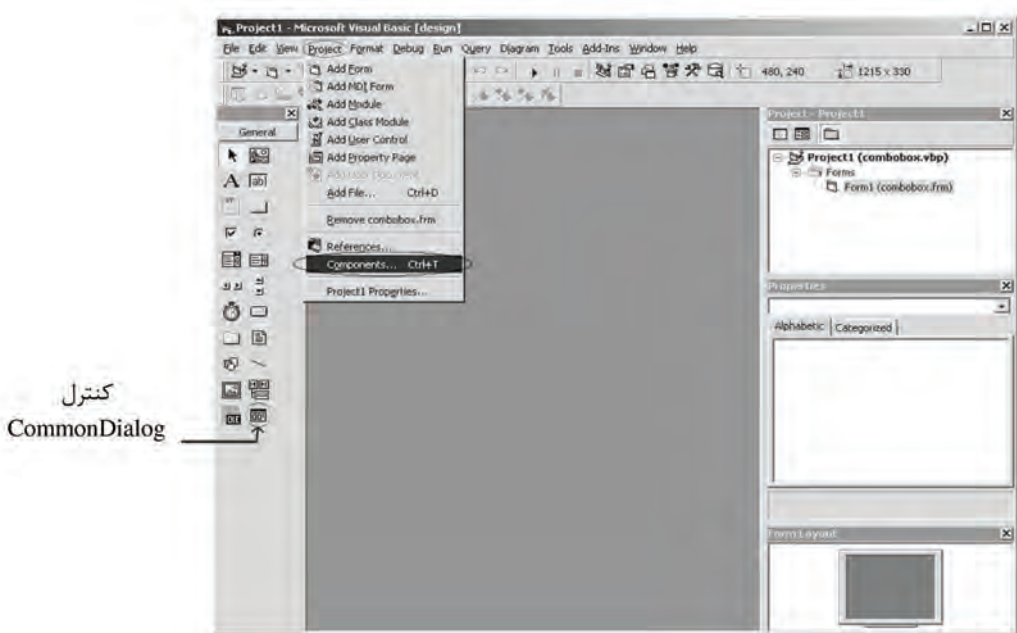 Project1 - Microsoft Visual Basic [design]
File Edit View Project Format Debug Run Query Diagram Tools Add-Ins Window Help
480, 240 1215 x 330
Add Form
Add MDI Form
Add Module
Add Class Module
Add User Control
Add Property Page
Add File... Ctrl+D
Remove combobox.frm
References...
Components... Ctrl+T
Project1 Properties...
General
Project - Project1
Project1 (combobox.vbp)
Forms
Form1 (combobox.frm)
Properties
Alphabetic Categorized
Form Layout
کنترل
CommonDialog